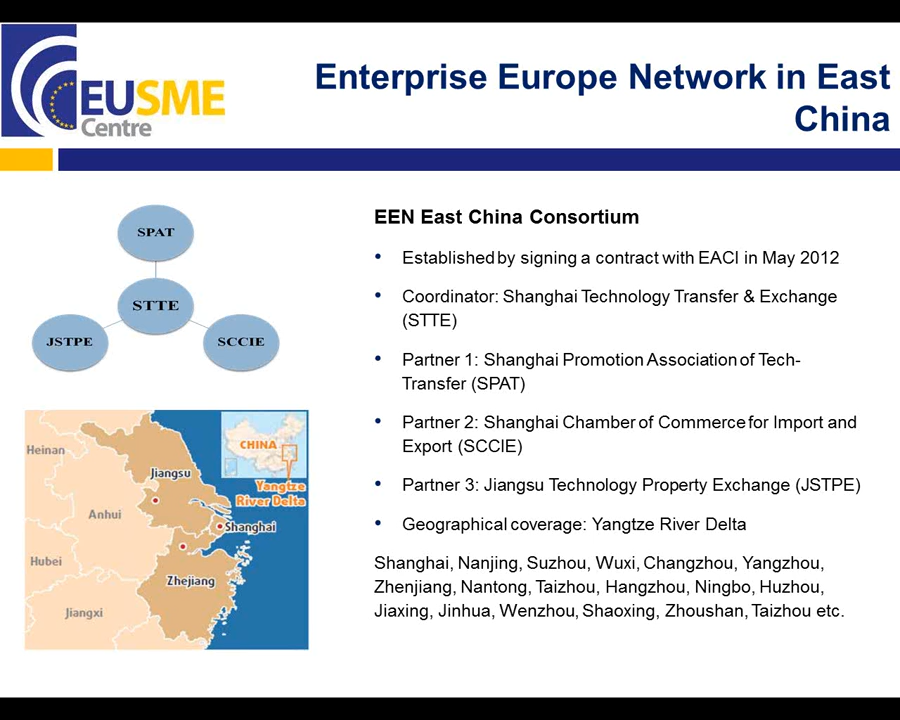 EUSME
Centre
Enterprise Europe Network in East
China
SPAT
STTE
JSTPE
SCCIE
EEN East China Consortium
• Established by signing a contract with EACI in May 2012
• Coordinator: Shanghai Technology Transfer & Exchange
(STTE)
• Partner 1: Shanghai Promotion Association of Tech-
Transfer (SPAT)
• Partner 2: Shanghai Chamber of Commerce for Import and
Export (SCCIE)
• Partner 3: Jiangsu Technology Property Exchange (JSTPE)
• Geographical coverage: Yangtze River Delta
Shanghai, Nanjing, Suzhou, Wuxi, Changzhou, Yangzhou,
Zhenjiang, Nantong, Taizhou, Hangzhou, Ningbo, Huzhou,
Jiaxing, Jinhua, Wenzhou, Shaoxing, Zhoushan, Taizhou etc.
CHINA
Heinan
Jiangsu
Yangtze
River Delta
Anhui
Shanghai
Hubei
Zhejiang
Jiangxi